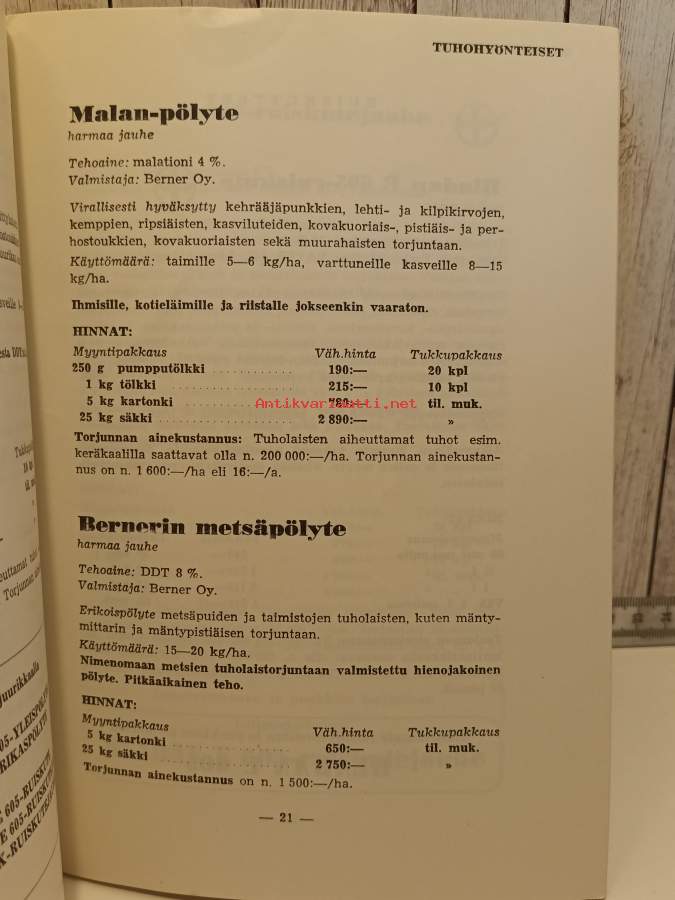 TUHOHYÖNTEISET
Malan-pölyte
harmaa jauhe
Tehoaine: malationi 4 %.
Valmistaja: Berner Oy.
Virallisesti hyväksytty kehrääjäpunkkien, lehti- ja kilpikirvojen,
kemppien, ripsiäisten, kasviluteiden, kovakuoriais-, pistiäis- ja per-
hostoukkien, kovakuoriaisten sekä muurahaisten torjuntaan.
Käyttömäärä: taimille 5—6 kg/ha, varttuneille kasveille 8—15
kg/ha.
Ihmisille, kotieläimille ja riistalle jokseenkin vaaraton.
HINNAT:
Myyntipakkaus Väh.hinta Tukkupakkaus
250 g pumpputölkki ............ 190:— 20 kpl
1 kg tölkki ............ 215:— 10 kpl
5 kg kartonki ............ 780:— til. muk.
Antikvariaatti.net
25 kg säkki ............ 2 890:— »
Torjunnan ainekustannus: Tuholaisten aiheuttamat tuhot esim.
keräkaalilla saattavat olla n. 200 000:—/ha. Torjunnan ainekustan-
nus on n. 1 600:—/ha eli 16:—/a.
Bernerin metsäpölyte
harmaa jauhe
Tehoaine: DDT 8 %.
Valmistaja: Berner Oy.
Erikoispölyte metsäpuiden ja taimistojen tuholaisten, kuten mänty-
mittarin ja mäntypistiäisen torjuntaan.
Käyttömäärä: 15—20 kg/ha.
Nimenomaan metsien tuholaistorjuntaan valmistettu hienojakoinen
pölyte. Pitkäaikainen teho.
HINNAT:
Myyntipakkaus Väh.hinta Tukkupakkaus
5 kg kartonki ............ 650:— til. muk.
25 kg säkki ............ 2 750:— »
Torjunnan ainekustannus on n. 1 500:—/ha.
— 21 —